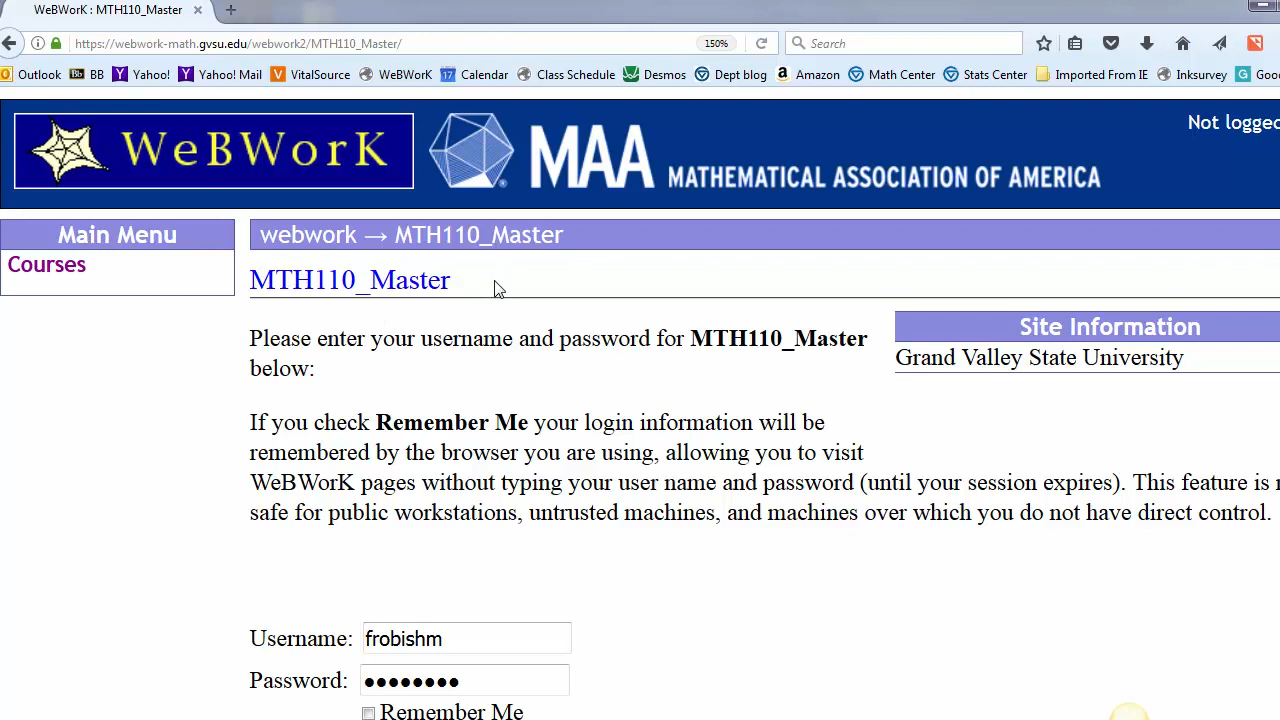 WeBWorK : MTH110_Master
https://webwork-math.gvsu.edu/webwork2/MTH110_Master/ 150% Search
Outlook Bb BB Yahoo! Yahoo! Mail VitalSource WeBWorK 17 Calendar Class Schedule Desmos Dept blog Amazon Math Center Stats Center Imported From IE Inksurvey G Goo
WeBWorK MAA MATHEMATICAL ASSOCIATION OF AMERICA
Not logged
Main Menu
Courses
webwork → MTH110_Master
MTH110_Master
Please enter your username and password for MTH110_Master
below:
Site Information
Grand Valley State University
If you check Remember Me your login information will be
remembered by the browser you are using, allowing you to visit
WeBWorK pages without typing your user name and password (until your session expires). This feature is
safe for public workstations, untrusted machines, and machines over which you do not have direct control.
Username: frobishm
Password: ●●●●●●●●
Remember Me